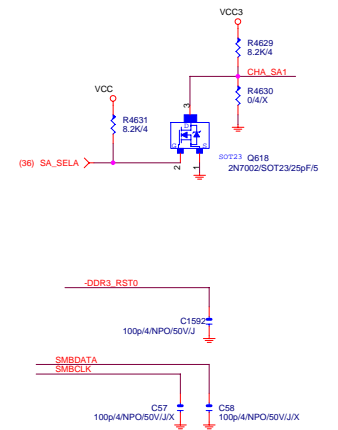 VCC3
R4629
8.2K/4
CHA_SA1
VCC
R4630
0/4/X
3
R4631
8.2K/4
D
G
S
SOT23 Q618
2N7002/SOT23/25pF/5
(36) SA_SELA
2
1
-DDR3_RST0
C1592
100p/4/NPO/50V/J
SMBDATA
SMBCLK
C57
100p/4/NPO/50V/J/X
C58
100p/4/NPO/50V/J/X